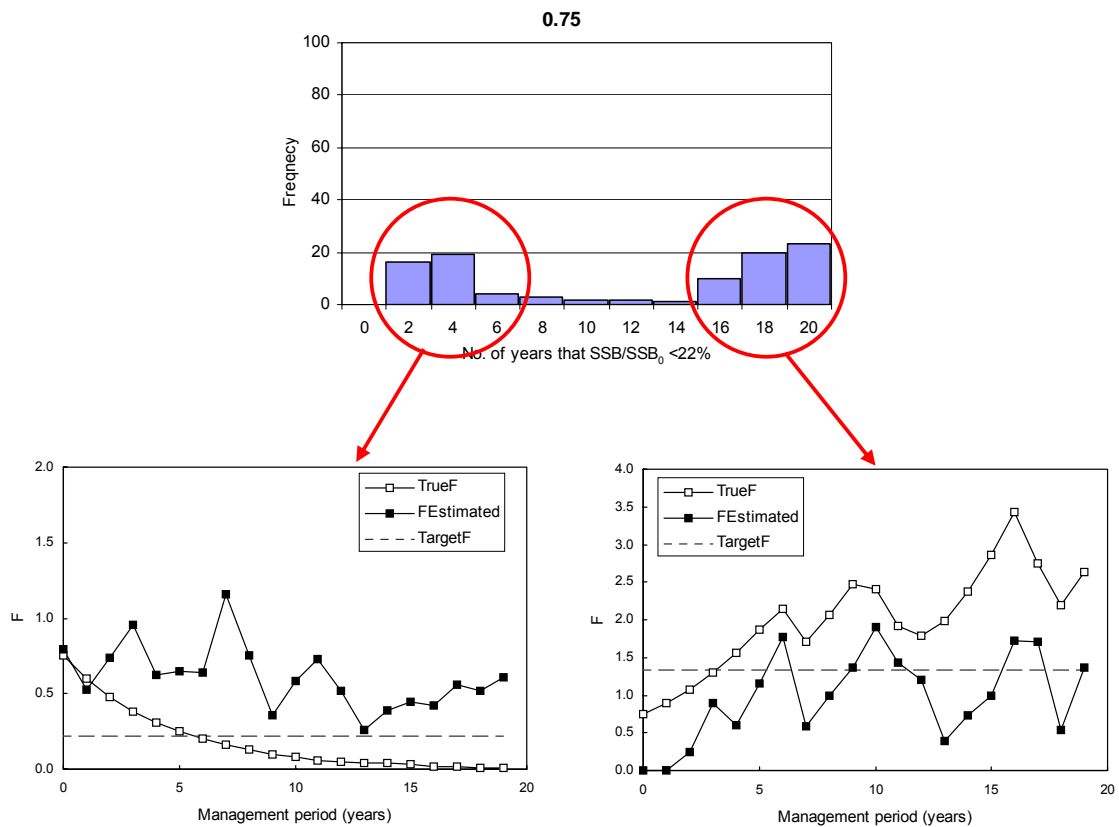 0.75
100
80
60
40
20
0
Freqnecy
0 2 4 6 8 10 12 14 16 18 20
No. of years that SSB/SSB0 <22%
2.0
1.5
1.0
0.5
0.0
F
TrueF
FEstimated
TargetF
0 5 10 15 20
Management period (years)
4.0
3.5
3.0
2.5
2.0
1.5
1.0
0.5
0.0
F
TrueF
FEstimated
TargetF
0 5 10 15 20
Management period (years)